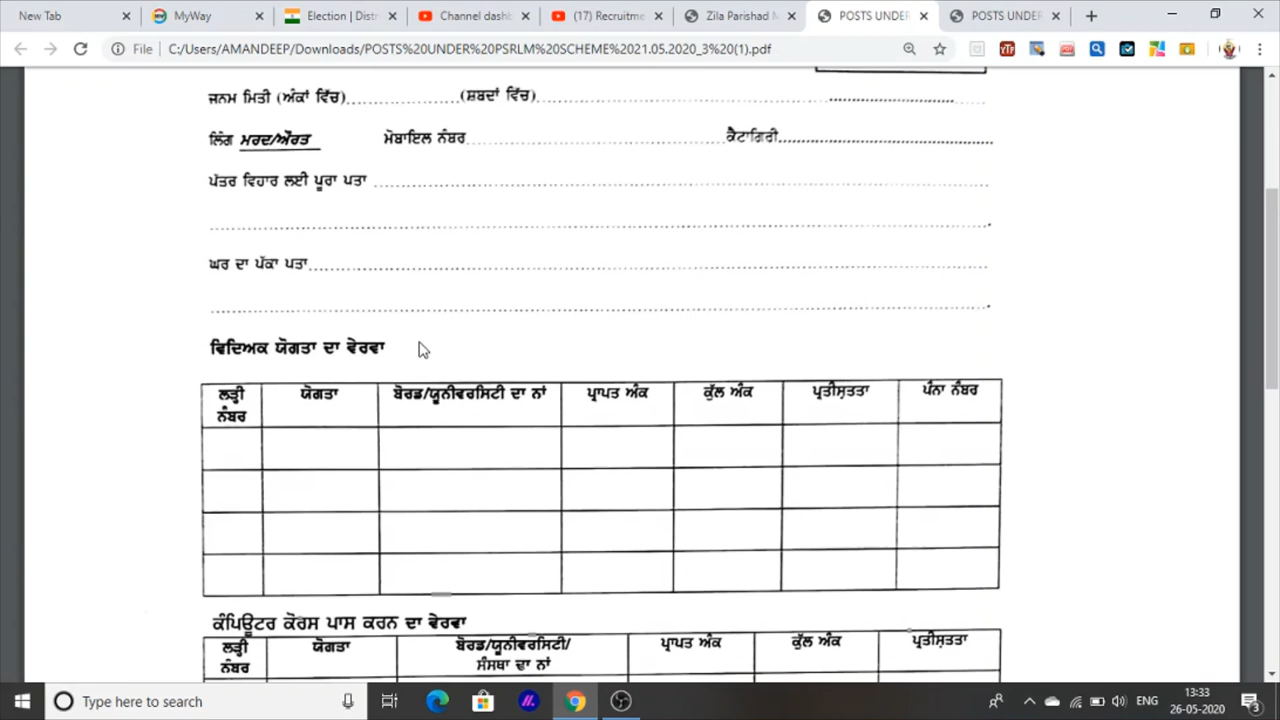 New Tab
MyWay
Election | Distr
Channel dashb
(17) Recruitme
Zila Parishad M
POSTS UNDER
POSTS UNDER
File C:/Users/AMANDEEP/Downloads/POSTS%20UNDER%20PSRLM%20SCHEME%2021.05.2020_3%20(1).pdf
ਜਨਮ ਮਿਤੀ (ਅੰਕਾਂ ਵਿੱਚ)..................(ਸ਼ਬਦਾਂ ਵਿੱਚ)..................
ਲਿੰਗ ਮਰਦ/ਔਰਤ ਮੋਬਾਇਲ ਨੰਬਰ..................ਕੈਟਾਗਿਰੀ..................
ਪੱਤਰ ਵਿਹਾਰ ਲਈ ਪੂਰਾ ਪਤਾ ..................
ਘਰ ਦਾ ਪੱਕਾ ਪਤਾ..................
ਵਿਦਿਅਕ ਯੋਗਤਾ ਦਾ ਵੇਰਵਾ
ਲੜੀ ਨੰਬਰ
ਯੋਗਤਾ
ਬੋਰਡ/ਯੂਨੀਵਰਸਿਟੀ ਦਾ ਨਾਂ
ਪ੍ਰਾਪਤ ਅੰਕ
ਕੁੱਲ ਅੰਕ
ਪ੍ਰਤੀਸ਼ਤਤਾ
ਪੰਨਾ ਨੰਬਰ
ਕੰਪਿਊਟਰ ਕੋਰਸ ਪਾਸ ਕਰਨ ਦਾ ਵੇਰਵਾ
ਲੜੀ ਨੰਬਰ
ਯੋਗਤਾ
ਬੋਰਡ/ਯੂਨੀਵਰਸਿਟੀ/
ਸੰਸਥਾ ਦਾ ਨਾਂ
ਪ੍ਰਾਪਤ ਅੰਕ
ਕੁੱਲ ਅੰਕ
ਪ੍ਰਤੀਸ਼ਤਤਾ
Type here to search
ENG
13:33
26-05-2020
3